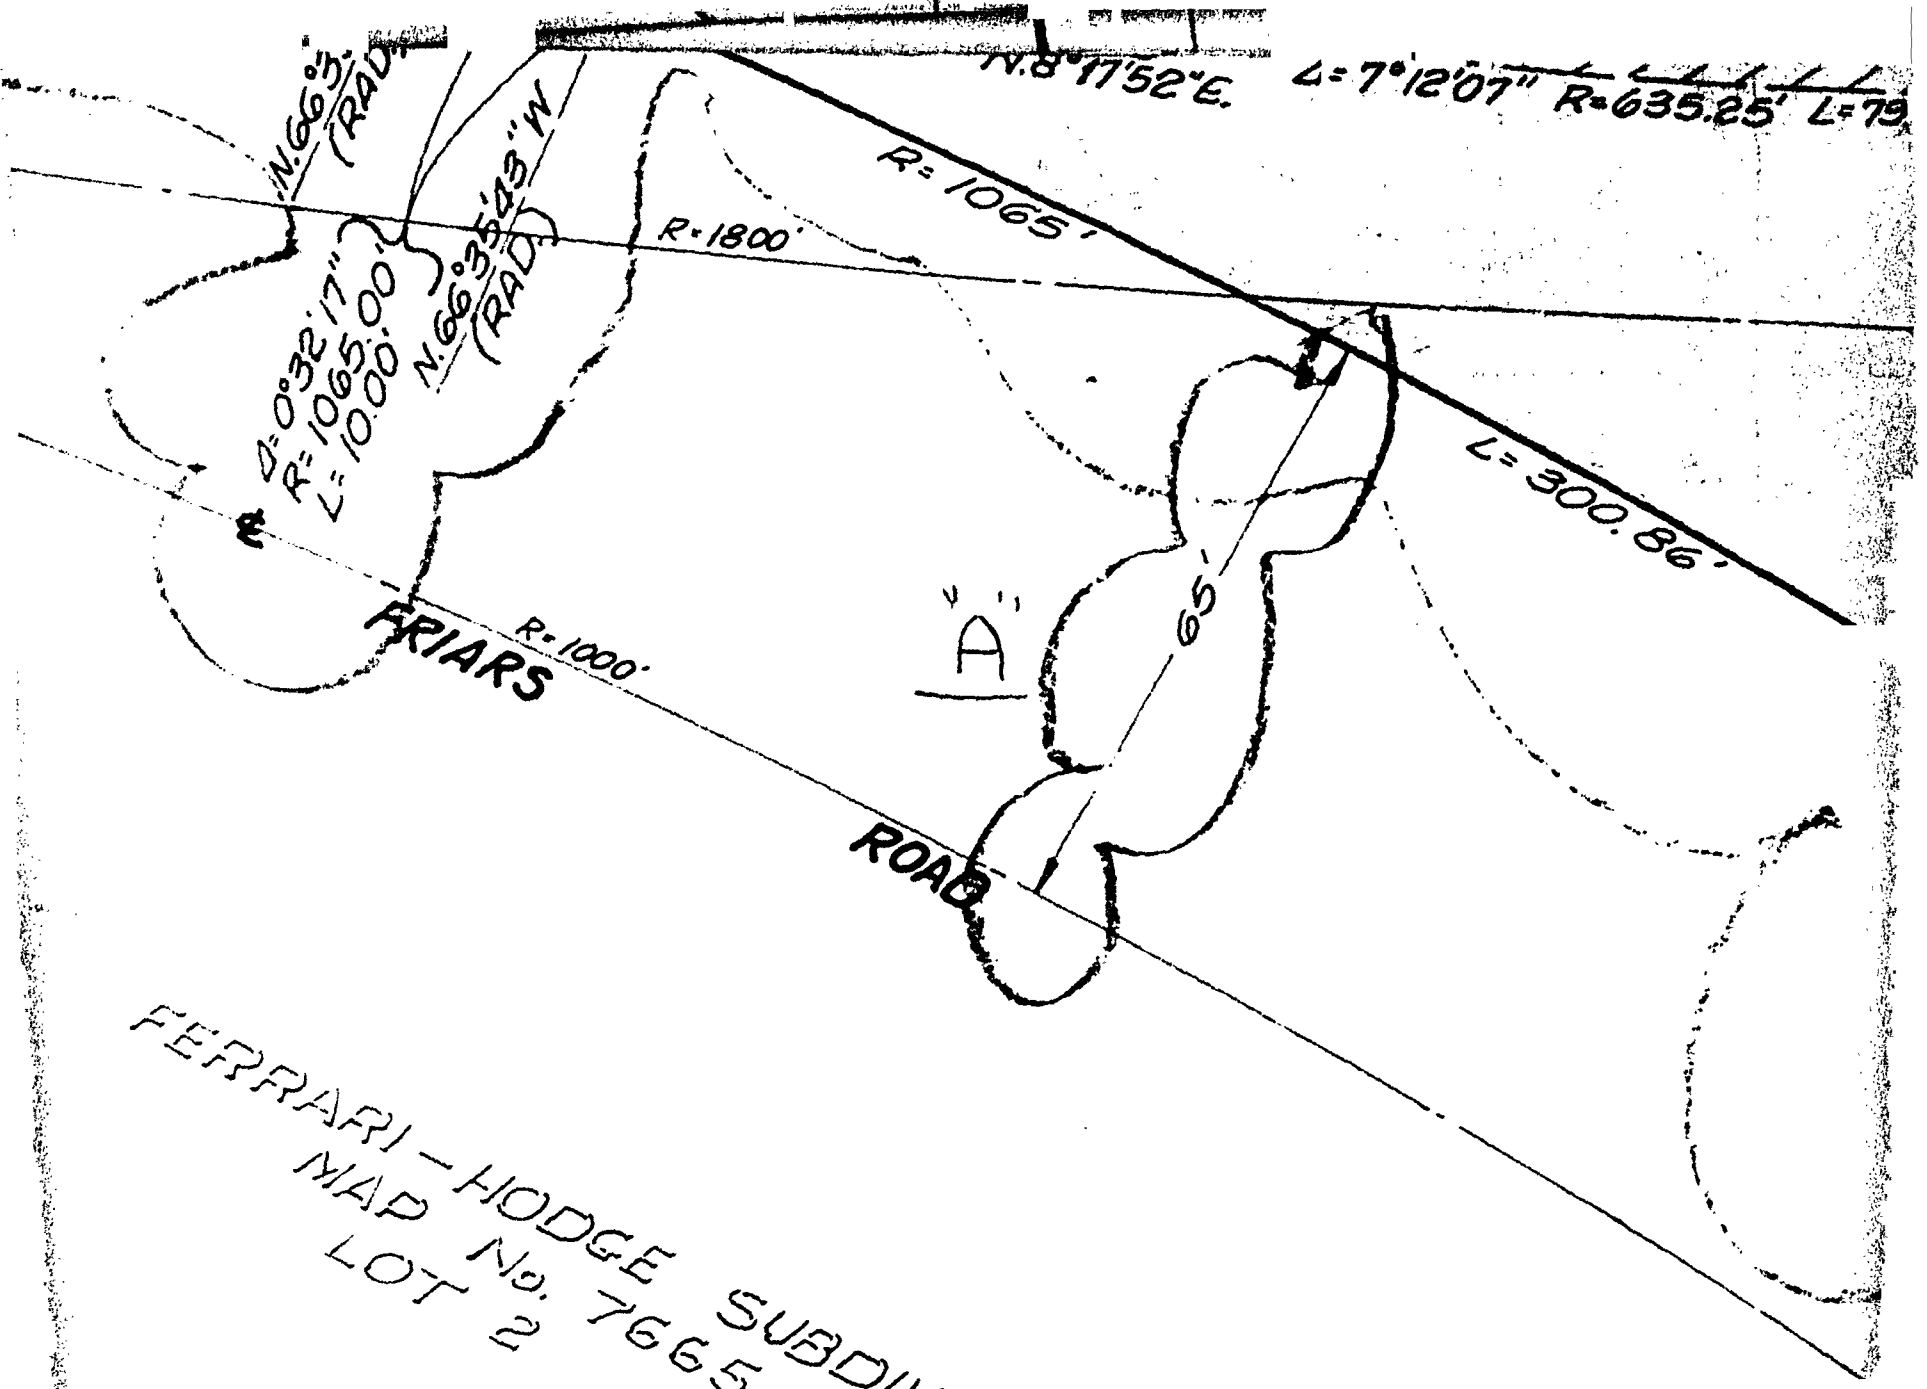 N.8°17'52"E. Δ=7°12'07" R=635.25' L=79.
N.66°3
(RAD.
R=1065'
R=1800'
N.66°35'43"W
(RAD.)
Δ=0°32'17"
R=1065.00'
L=10.00'
L=300.86'
65'
"A"
℄
FRIARS ROAD
R=1000'
FERRARI-HODGE SUBDIV
MAP No. 7665
LOT 2